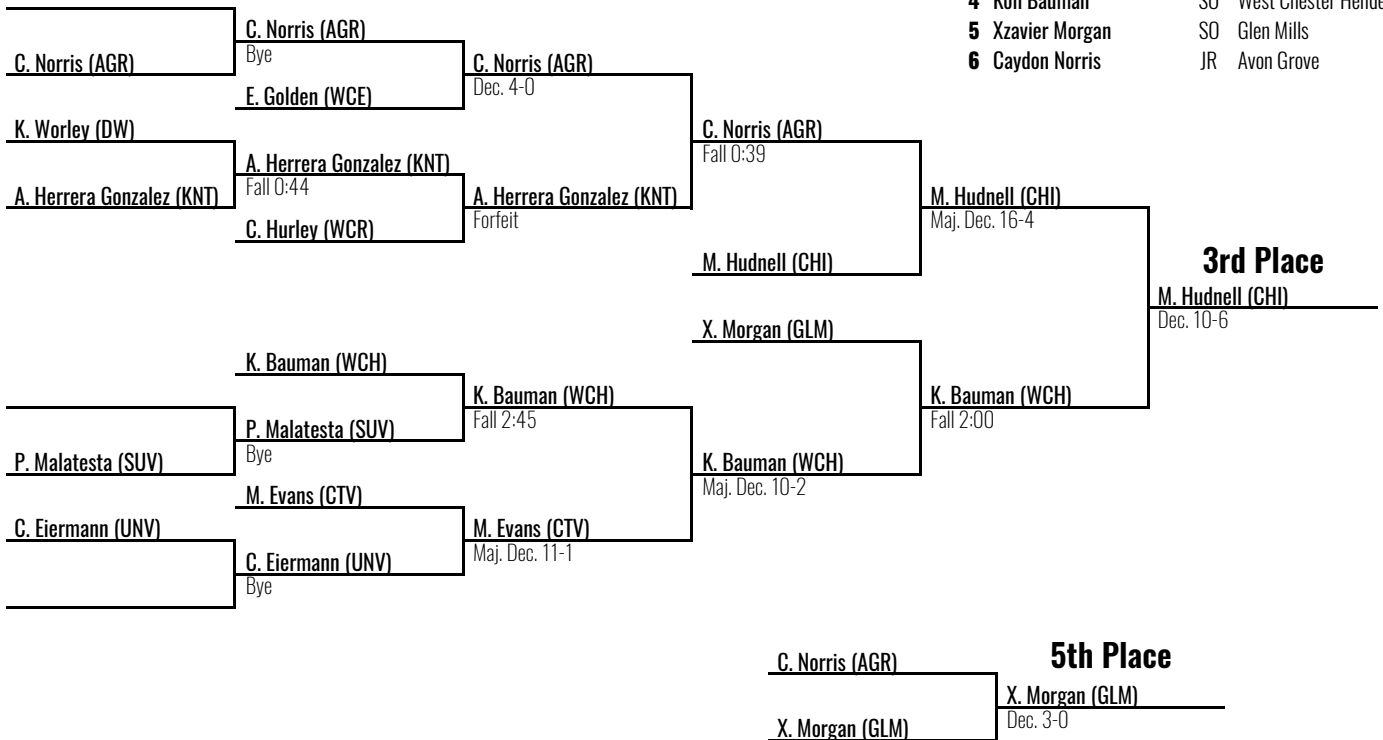 4 Kofi Bauman SO West Chester Hende
5 Xzavier Morgan SO Glen Mills
6 Caydon Norris JR Avon Grove
C. Norris (AGR)
C. Norris (AGR)
Bye
E. Golden (WCE)
C. Norris (AGR)
Dec. 4-0
K. Worley (DW)
A. Herrera Gonzalez (KNT)
A. Herrera Gonzalez (KNT)
Fall 0:44
C. Hurley (WCR)
A. Herrera Gonzalez (KNT)
Forfeit
C. Norris (AGR)
Fall 0:39
M. Hudnell (CHI)
M. Hudnell (CHI)
Maj. Dec. 16-4
3rd Place
M. Hudnell (CHI)
Dec. 10-6
X. Morgan (GLM)
K. Bauman (WCH)
P. Malatesta (SUV)
P. Malatesta (SUV)
Bye
K. Bauman (WCH)
Fall 2:45
M. Evans (CTV)
C. Eiermann (UNV)
C. Eiermann (UNV)
Bye
M. Evans (CTV)
Maj. Dec. 11-1
K. Bauman (WCH)
Maj. Dec. 10-2
K. Bauman (WCH)
Fall 2:00
5th Place
C. Norris (AGR)
X. Morgan (GLM)
X. Morgan (GLM)
Dec. 3-0